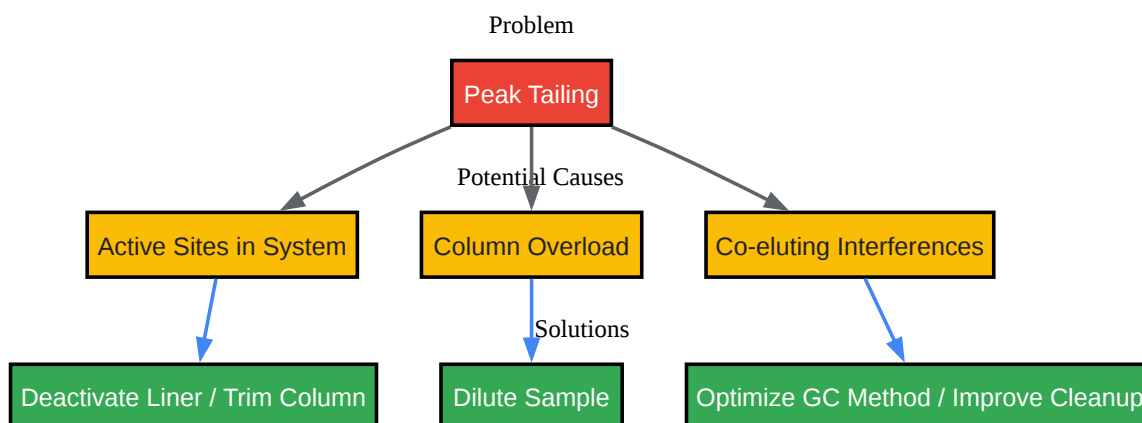 Problem
Peak Tailing
Potential Causes
Active Sites in System
Column Overload
Co-eluting Interferences
Solutions
Deactivate Liner / Trim Column
Dilute Sample
Optimize GC Method / Improve Cleanup